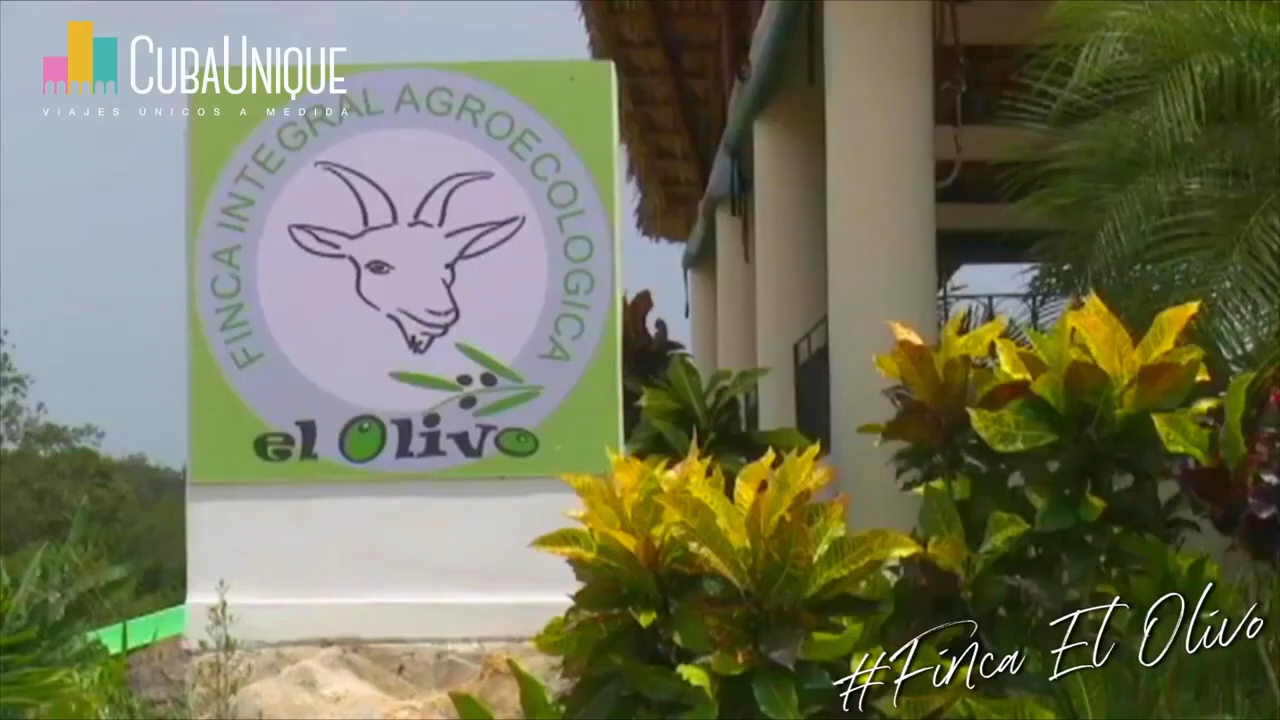 CUBAUNIQUE
VIAJES ÚNICOS A MEDIDA
FINCA INTEGRAL AGROECOLOGICA
el Olivo
#Finca El Olivo